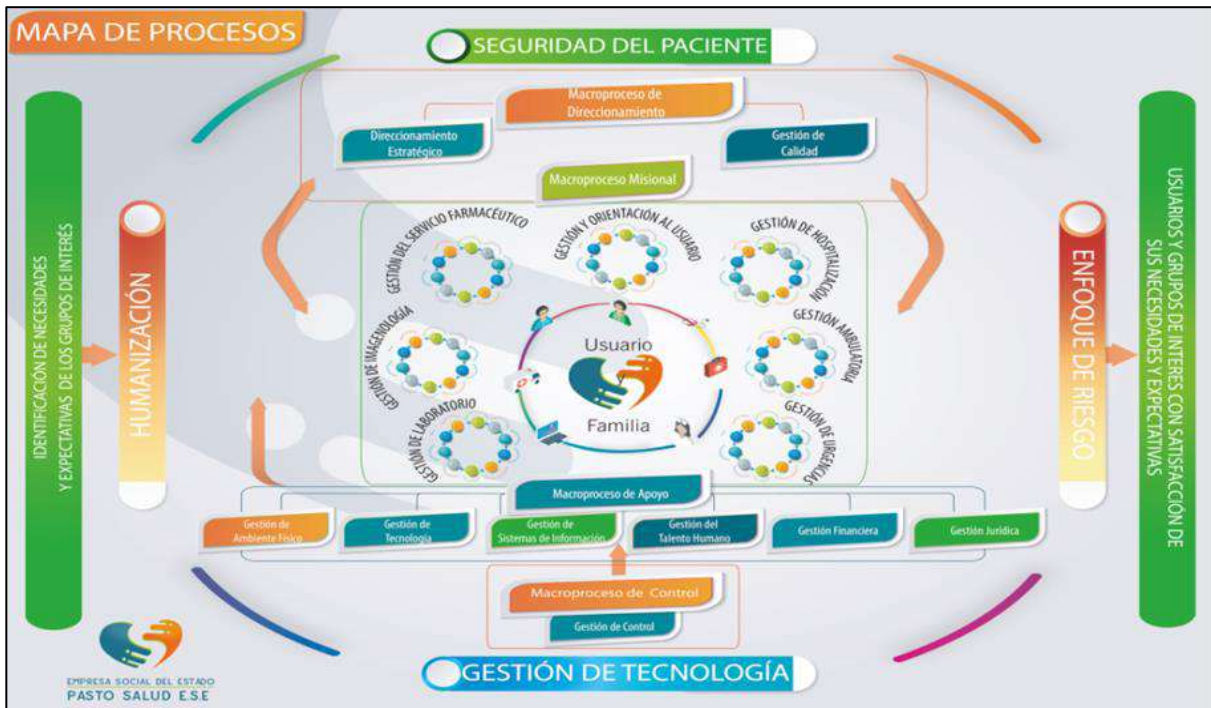 MAPA DE PROCESOS
SEGURIDAD DEL PACIENTE
Macroproceso de
Direccionamiento
Direccionamiento
Estratégico
Gestión de
Calidad
Macroproceso Misional
IDENTIFICACIÓN DE NECESIDADES
Y EXPECTATIVAS DE LOS GRUPOS DE INTERÉS
HUMANIZACIÓN
GESTIÓN DEL SERVICIO FARMACÉUTICO
GESTIÓN Y ORIENTACIÓN AL USUARIO
GESTIÓN DE HOSPITALIZACIÓN
GESTIÓN DE IMAGENOLOGÍA
GESTIÓN AMBULATORIA
GESTIÓN DE LABORATORIO
GESTIÓN DE URGENCIAS
Usuario
Familia
ENFOQUE DE RIESGO
USUARIOS Y GRUPOS DE INTERES CON SATISFACCIÓN DE
SUS NECESIDADES Y EXPECTATIVAS
Macroproceso de Apoyo
Gestión de
Ambiente Físico
Gestión de
Tecnología
Gestión de
Sistemas de Información
Gestión del
Talento Humano
Gestión Financiera
Gestión Jurídica
Macroproceso de Control
Gestión de Control
GESTIÓN DE TECNOLOGÍA
EMPRESA SOCIAL DEL ESTADO
PASTO SALUD E.S.E